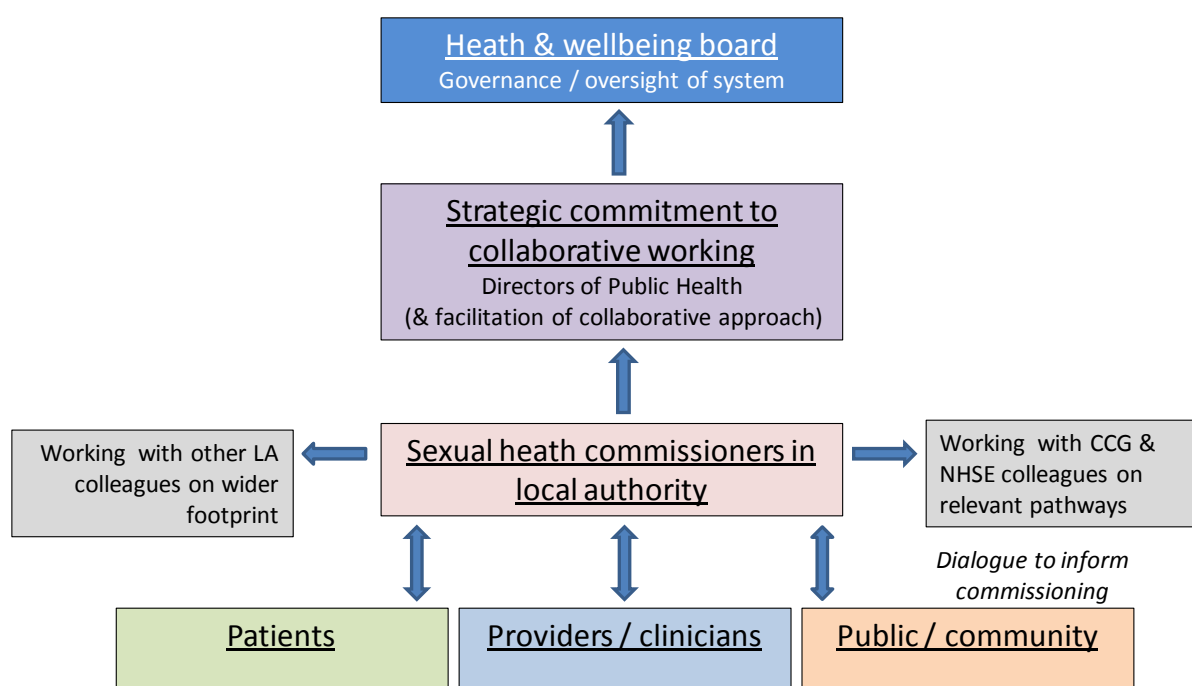 Heath & wellbeing board
Governance / oversight of system
Strategic commitment to
collaborative working
Directors of Public Health
(& facilitation of collaborative approach)
Working with other LA
colleagues on wider
footprint
Sexual heath commissioners in
local authority
Working with CCG &
NHSE colleagues on
relevant pathways
Dialogue to inform
commissioning
Patients
Providers / clinicians
Public / community